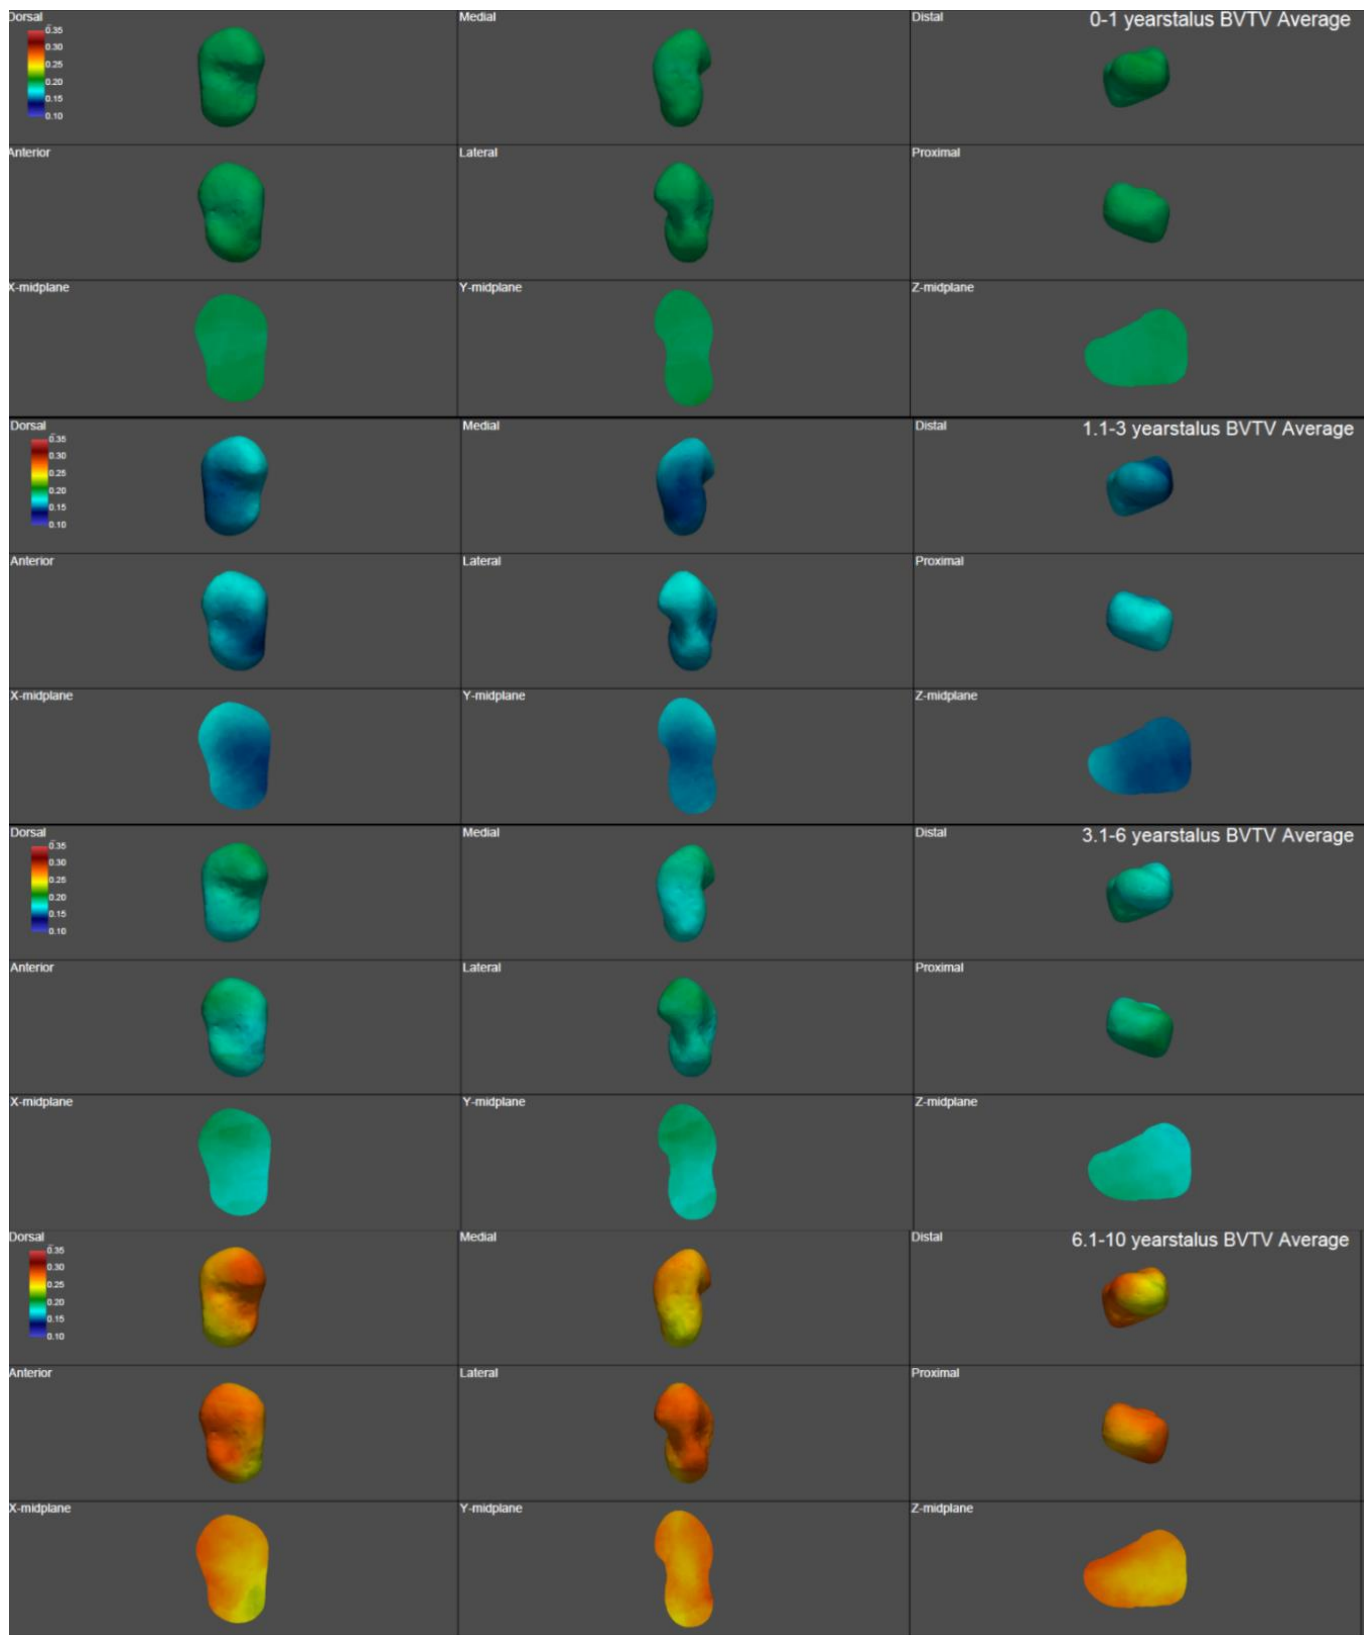 Dorsal
Medial
Distal
0-1 yearstalus BVTV Average
0.35
0.30
0.25
0.20
0.15
0.10
Anterior
Lateral
Proximal
X-midplane
Y-midplane
Z-midplane
Dorsal
Medial
Distal
1.1-3 yearstalus BVTV Average
0.35
0.30
0.25
0.20
0.15
0.10
Anterior
Lateral
Proximal
X-midplane
Y-midplane
Z-midplane
Dorsal
Medial
Distal
3.1-6 yearstalus BVTV Average
0.35
0.30
0.25
0.20
0.15
0.10
Anterior
Lateral
Proximal
X-midplane
Y-midplane
Z-midplane
Dorsal
Medial
Distal
6.1-10 yearstalus BVTV Average
0.35
0.30
0.25
0.20
0.15
0.10
Anterior
Lateral
Proximal
X-midplane
Y-midplane
Z-midplane